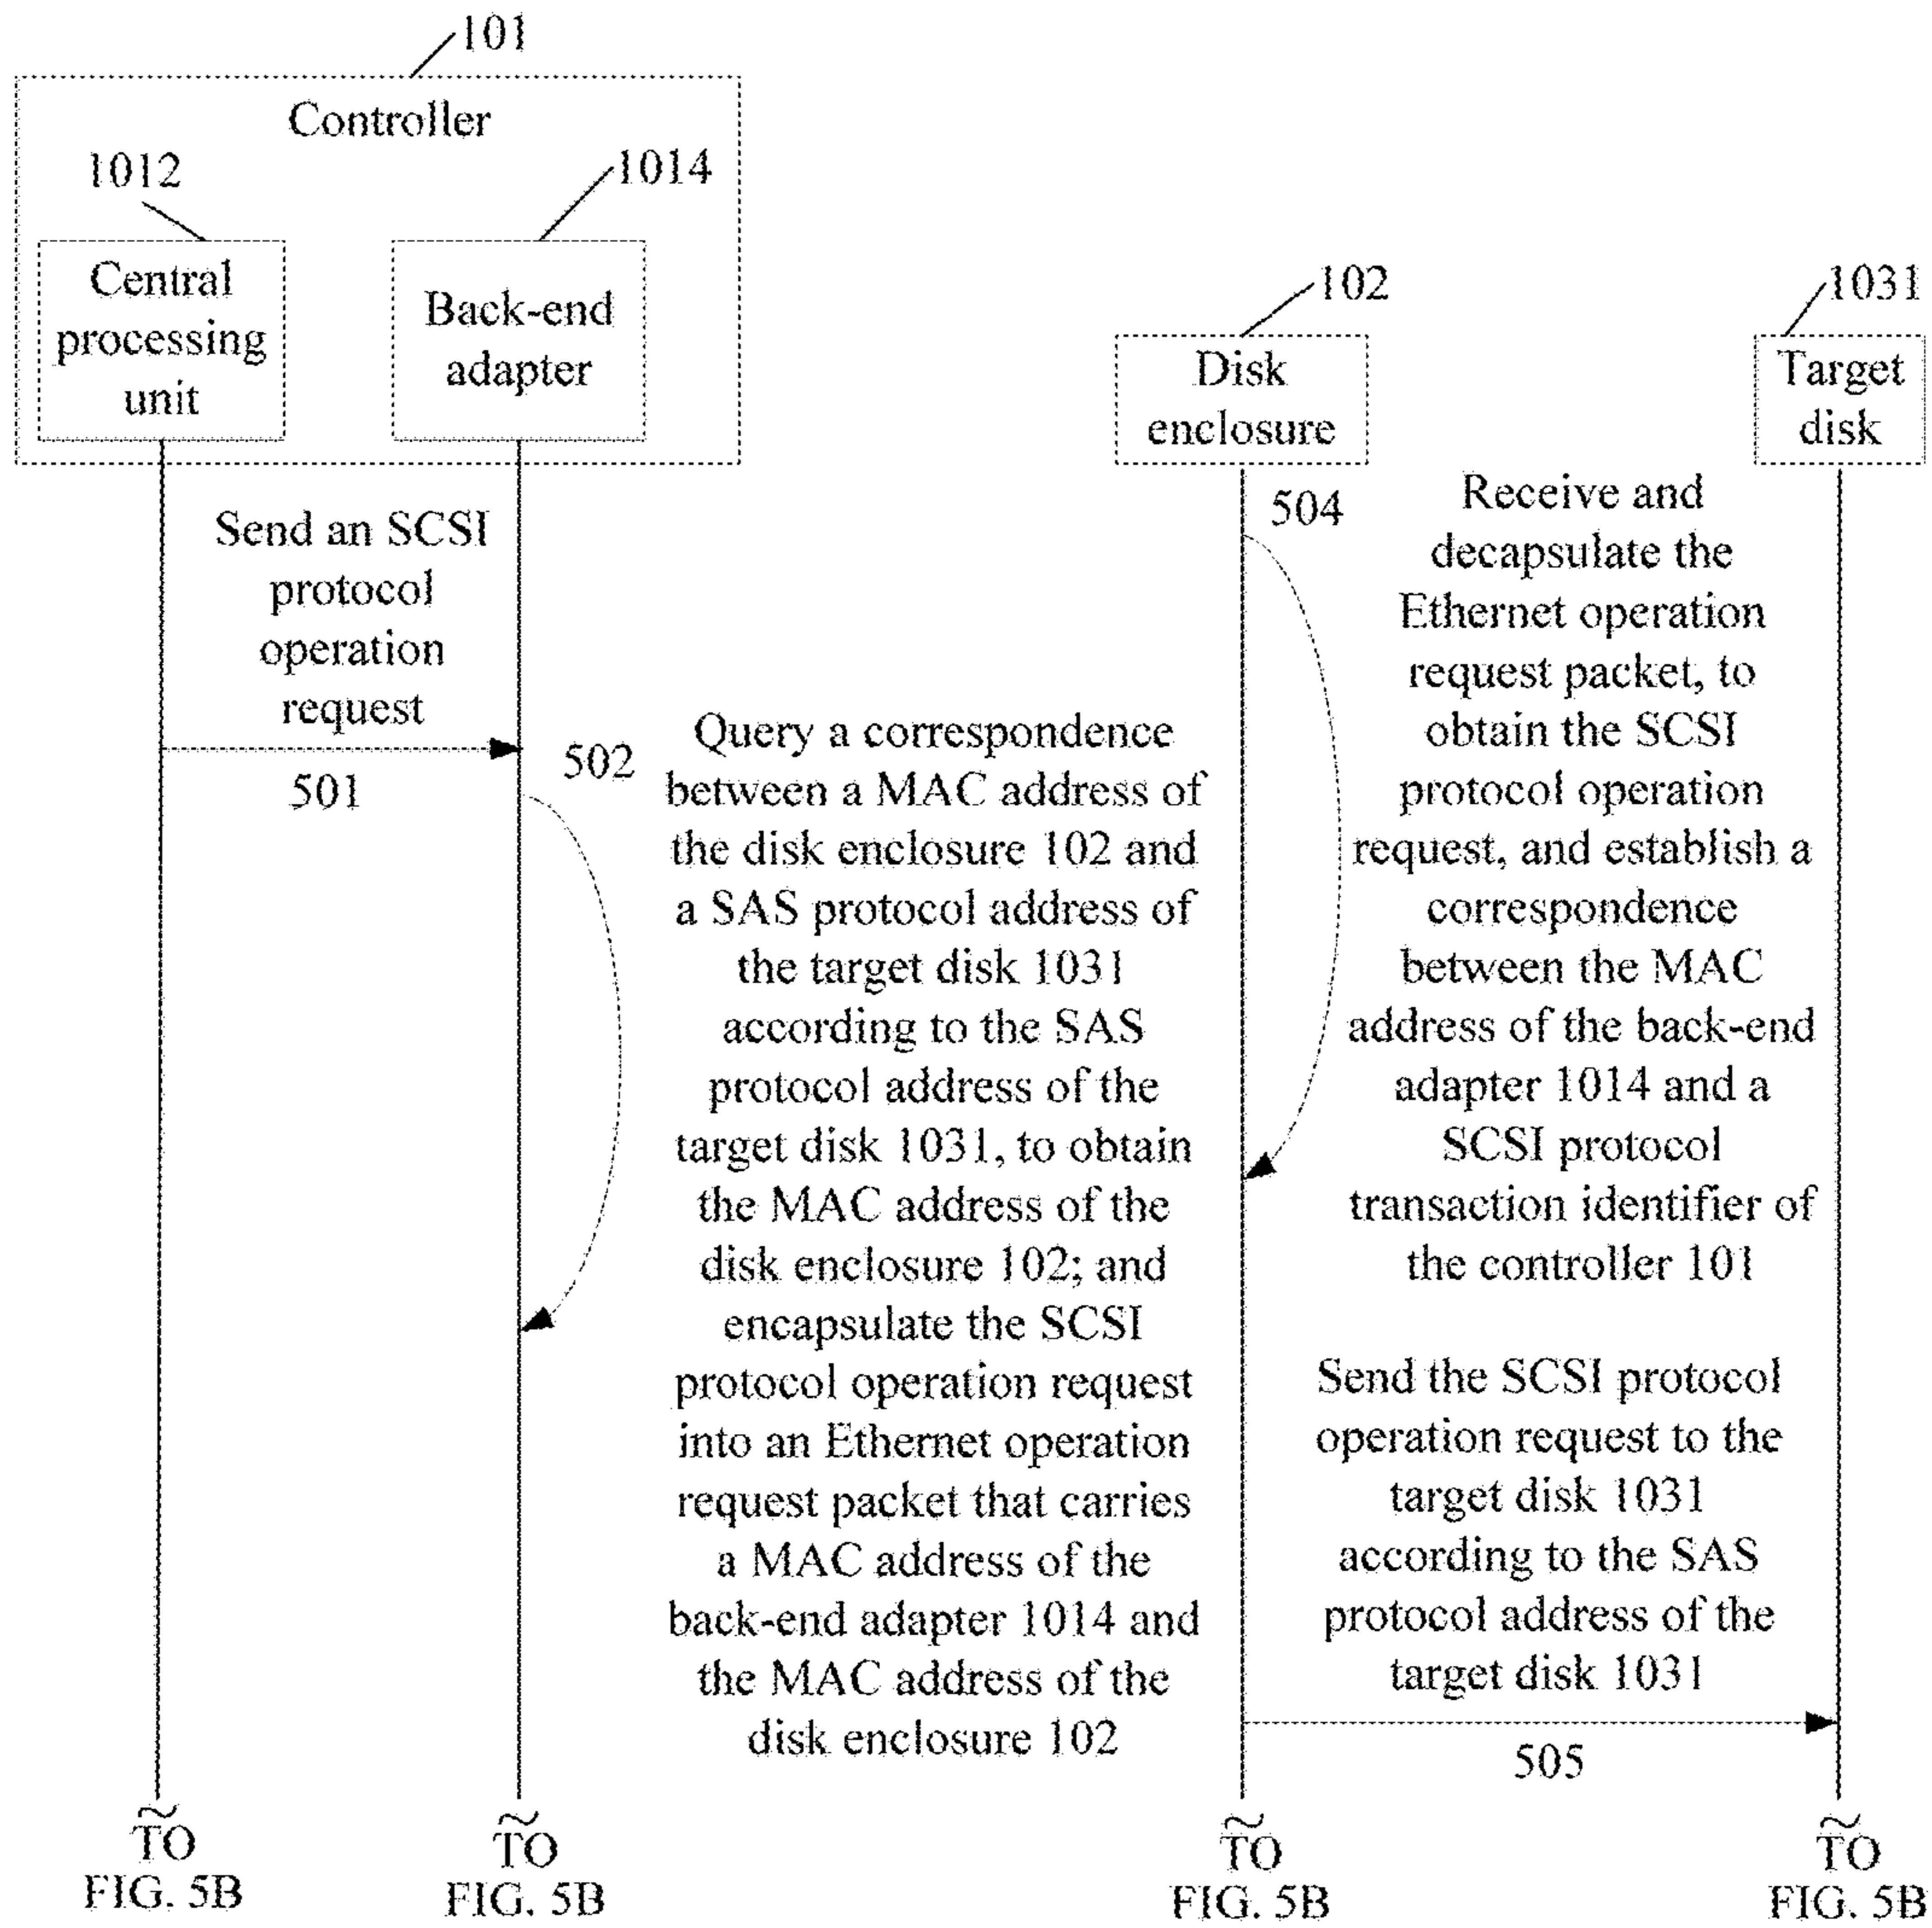 101
Controller
1012
1014
Central
processing
unit
Back-end
adapter
102
Disk
enclosure
1031
Target
disk
Send an SCSI
protocol
operation
request
501
502
Query a correspondence
between a MAC address of
the disk enclosure 102 and
a SAS protocol address of
the target disk 1031
according to the SAS
protocol address of the
target disk 1031, to obtain
the MAC address of the
disk enclosure 102; and
encapsulate the SCSI
protocol operation request
into an Ethernet operation
request packet that carries
a MAC address of the
back-end adapter 1014 and
the MAC address of the
disk enclosure 102
504
Receive and
decapsulate the
Ethernet operation
request packet, to
obtain the SCSI
protocol operation
request, and establish a
correspondence
between the MAC
address of the back-end
adapter 1014 and a
SCSI protocol
transaction identifier of
the controller 101
Send the SCSI protocol
operation request to the
target disk 1031
according to the SAS
protocol address of the
target disk 1031
505
TO
FIG. 5B
TO
FIG. 5B
TO
FIG. 5B
TO
FIG. 5B